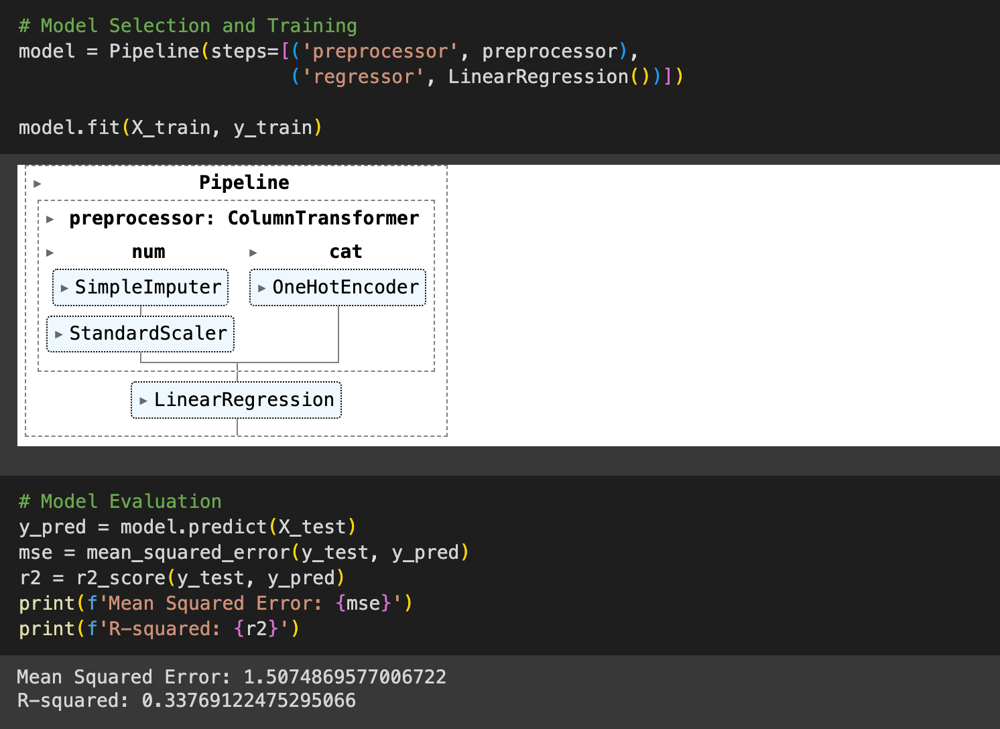 # Model Selection and Training
model = Pipeline(steps=[('preprocessor', preprocessor),
                        ('regressor', LinearRegression())])
model.fit(X_train, y_train)
Pipeline
preprocessor: ColumnTransformer
num cat
SimpleImputer OneHotEncoder
StandardScaler
LinearRegression
# Model Evaluation
y_pred = model.predict(X_test)
mse = mean_squared_error(y_test, y_pred)
r2 = r2_score(y_test, y_pred)
print(f'Mean Squared Error: {mse}')
print(f'R-squared: {r2}')
Mean Squared Error: 1.5074869577006722
R-squared: 0.33769122475295066